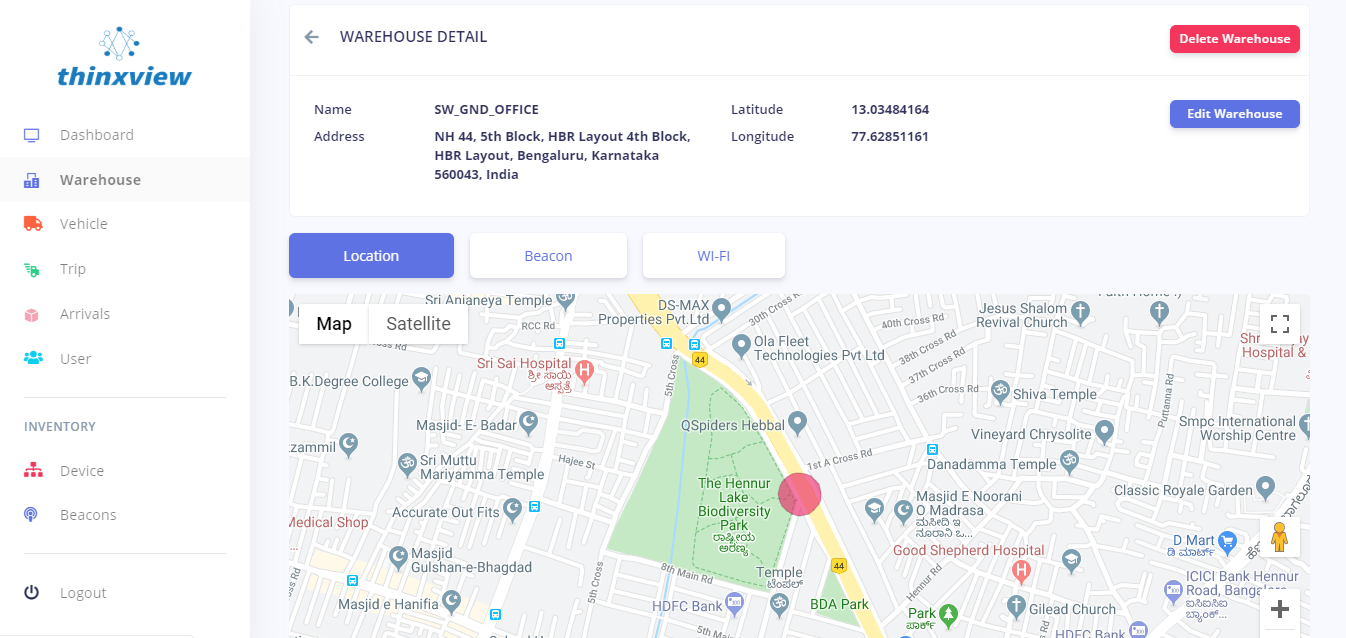 thinxview
Dashboard
Warehouse
Vehicle
Trip
Arrivals
User
INVENTORY
Device
Beacons
Logout
WAREHOUSE DETAIL
Delete Warehouse
Name
SW_GND_OFFICE
Address
NH 44, 5th Block, HBR Layout 4th Block,
HBR Layout, Bengaluru, Karnataka
560043, India
Latitude
13.03484164
Longitude
77.62851161
Edit Warehouse
Location
Beacon
WI-FI
Map
Satellite
Sri Anjaneya Temple
RCC Rd
DS-MAX
Properties Pvt.Ltd
30th Cross Rd
Jesus Shalom
Revival Church
40th Cross Rd
38th Cross Rd
37th Cross Rd
36th Cross Rd
Ola Fleet
Technologies Pvt Ltd
Hospital &
Sri Sai Hospital
ಶ್ರೀ ಸಾಯಿ
ಆಸ್ಪತ್ರೆ
44
5th Cross
B.K.Degree College
Shiva Temple
Puttanna Rd
Masjid- E- Badar
QSpiders Hebbal
Vineyard Chrysolite
Smpc International
Worship Centre
zammil
Sri Muttu
Mariyamma Temple
Hajee St
1st A Cross Rd
Danadamma Temple
The Hennur
Lake
Biodiversity
Park
ರಾಷ್ಟ್ರೀಯ
ಅರಣ್ಯ
Classic Royale Garden
Accurate Out Fits
Masjid E Noorani
O Madrasa
ಮಸೀದಿ ಇ
ನೂರಾನಿ ಒ...
Medical Shop
D Mart
ಡಿ ಮಾರ್ಟ್
Good Shepherd Hospital
Masjid
Gulshan-e-Bhagdad
8th Main Rd
5th Cross Rd
Temple
ಟೆಂಪಲ್
44
Hennur Rd
ICICI Bank Hennur
Road, Bangalore
ಐಸಿಐಸಿಐ
ಬ್ಯಾಂಕ್...
Masjid e Hanifia
HDFC Bank
BDA Park
Park
ಪಾರ್ಕ್
Gilead Church
5th Main
HDFC Bank